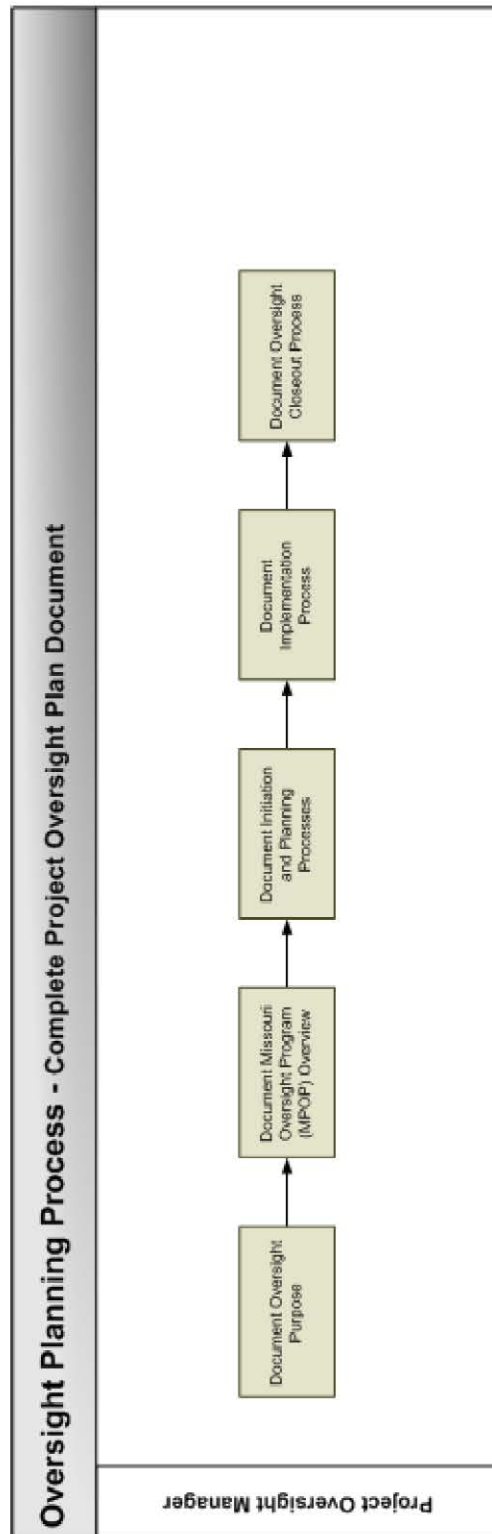 Oversight Planning Process - Complete Project Oversight Plan Document
Project Oversight Manager
Document Oversight
Purpose
Document Missouri
Oversight Program
(MPOP) Overview
Document Initiation
and Planning
Processes
Document
Implementation
Process
Document Oversight
Closeout Process